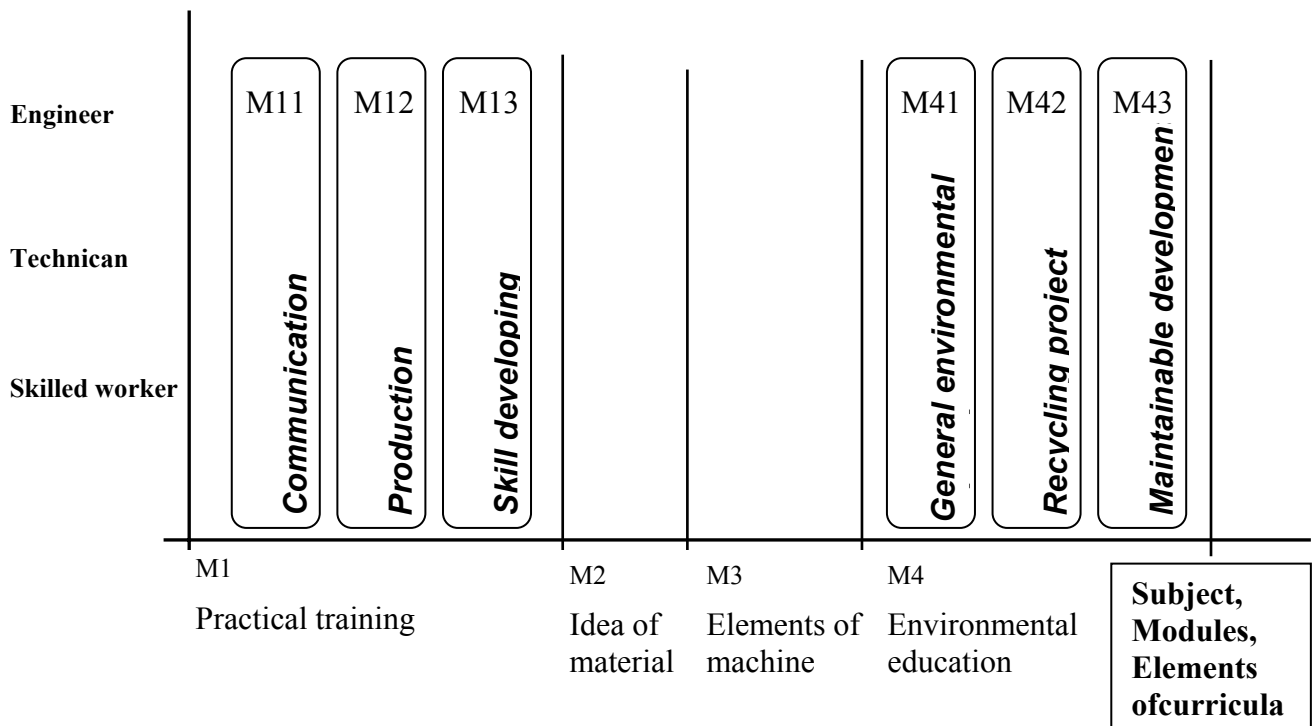 Engineer
Technican
Skilled worker
M11
Communication
M12
Production
M13
Skill developing
M41
General environmental
M42
Recycling project
M43
Maintainable developmen
M1
Practical training
M2
Idea of
material
M3
Elements of
machine
M4
Environmental
education
Subject,
Modules,
Elements
ofcurricula